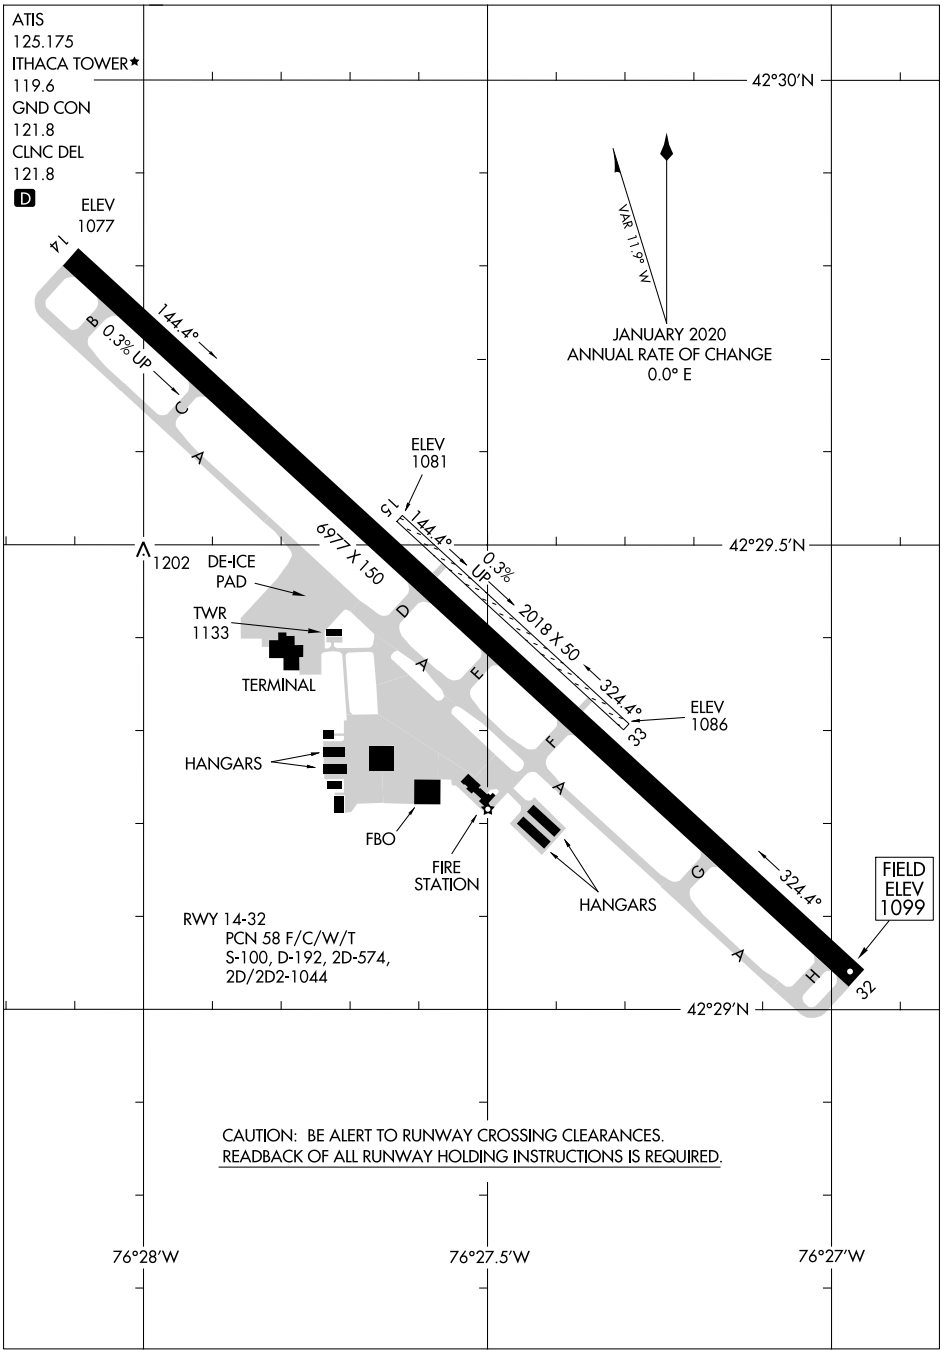 ATIS
125.175
ITHACA TOWER★
119.6
GND CON
121.8
CLNC DEL
121.8
D
42°30'N
VAR 11.9° W
JANUARY 2020
ANNUAL RATE OF CHANGE
0.0° E
ELEV
1077
14
B
144.4°
0.3% UP
C
A
ELEV
1081
15
144.4°
0.3%
UP
42°29.5'N
6977 X 150
2018 X 50
1202
DE-ICE
PAD
TWR
1133
D
A
E
TERMINAL
324.4°
ELEV
1086
33
F
HANGARS
A
FBO
FIRE
STATION
G
324.4°
HANGARS
FIELD
ELEV
1099
RWY 14-32
PCN 58 F/C/W/T
S-100, D-192, 2D-574,
2D/2D2-1044
A
H
32
42°29'N
CAUTION: BE ALERT TO RUNWAY CROSSING CLEARANCES.
READBACK OF ALL RUNWAY HOLDING INSTRUCTIONS IS REQUIRED.
76°28'W
76°27.5'W
76°27'W